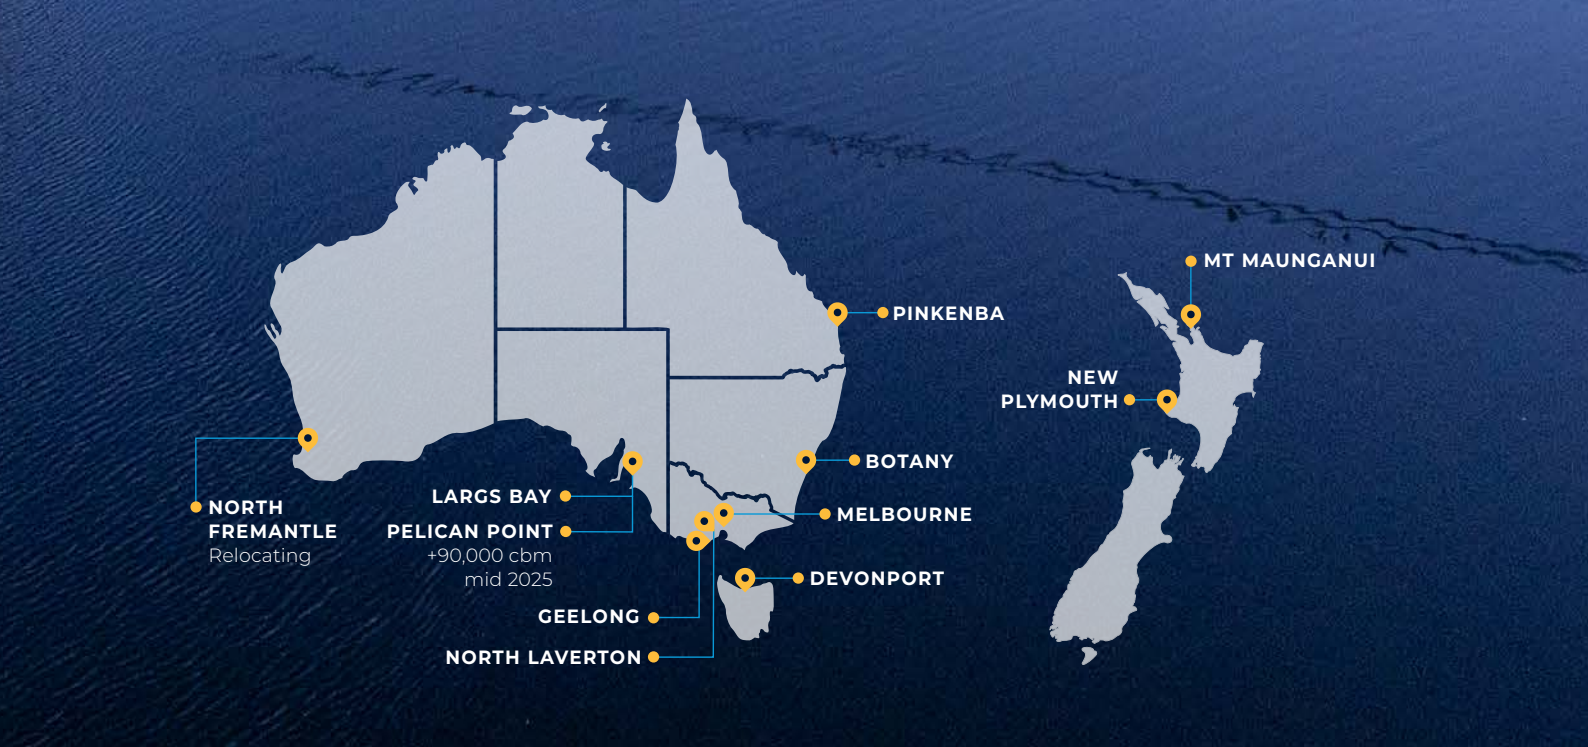 MT MAUNGANUI
PINKENBA
NEW
PLYMOUTH
BOTANY
LARGS BAY
NORTH
FREMANTLE
Relocating
PELICAN POINT
+90,000 cbm
mid 2025
MELBOURNE
DEVONPORT
GEELONG
NORTH LAVERTON